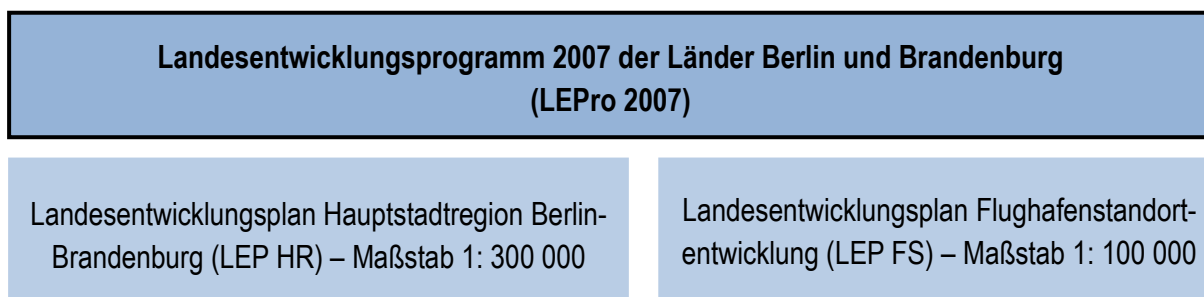 Landesentwicklungsprogramm 2007 der Länder Berlin und Brandenburg
(LEPro 2007)
Landesentwicklungsplan Hauptstadtregion Berlin-
Brandenburg (LEP HR) – Maßstab 1: 300 000
Landesentwicklungsplan Flughafenstandort-
entwicklung (LEP FS) – Maßstab 1: 100 000